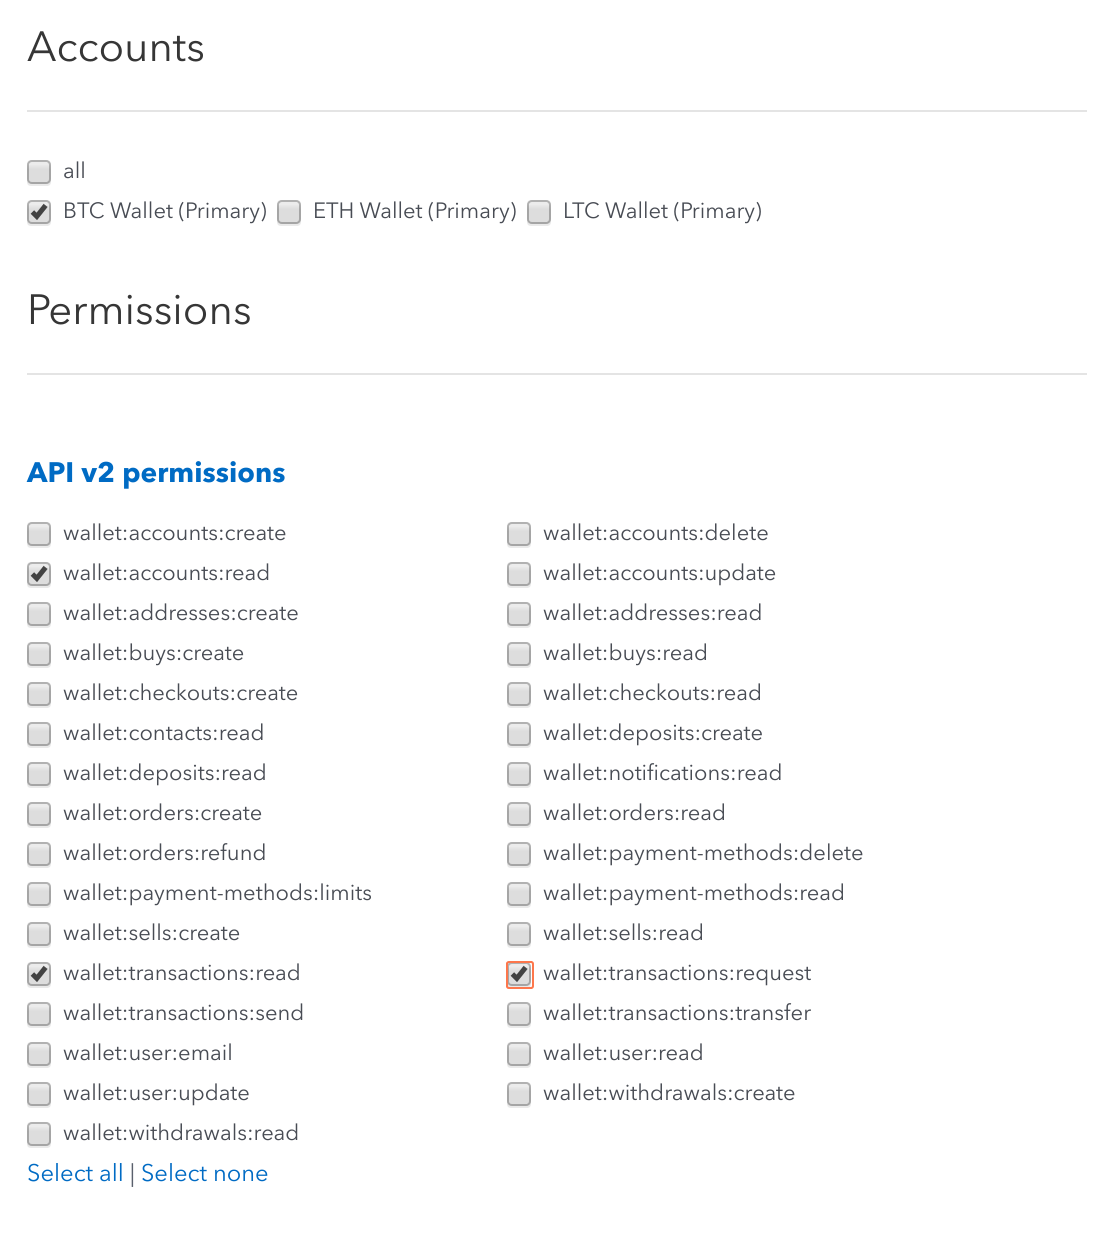 Accounts
all
BTC Wallet (Primary) ETH Wallet (Primary) LTC Wallet (Primary)
Permissions
API v2 permissions
wallet:accounts:create wallet:accounts:delete
wallet:accounts:read wallet:accounts:update
wallet:addresses:create wallet:addresses:read
wallet:buys:create wallet:buys:read
wallet:checkouts:create wallet:checkouts:read
wallet:contacts:read wallet:deposits:create
wallet:deposits:read wallet:notifications:read
wallet:orders:create wallet:orders:read
wallet:orders:refund wallet:payment-methods:delete
wallet:payment-methods:limits wallet:payment-methods:read
wallet:sells:create wallet:sells:read
wallet:transactions:read wallet:transactions:request
wallet:transactions:send wallet:transactions:transfer
wallet:user:email wallet:user:read
wallet:user:update wallet:withdrawals:create
wallet:withdrawals:read
Select all | Select none